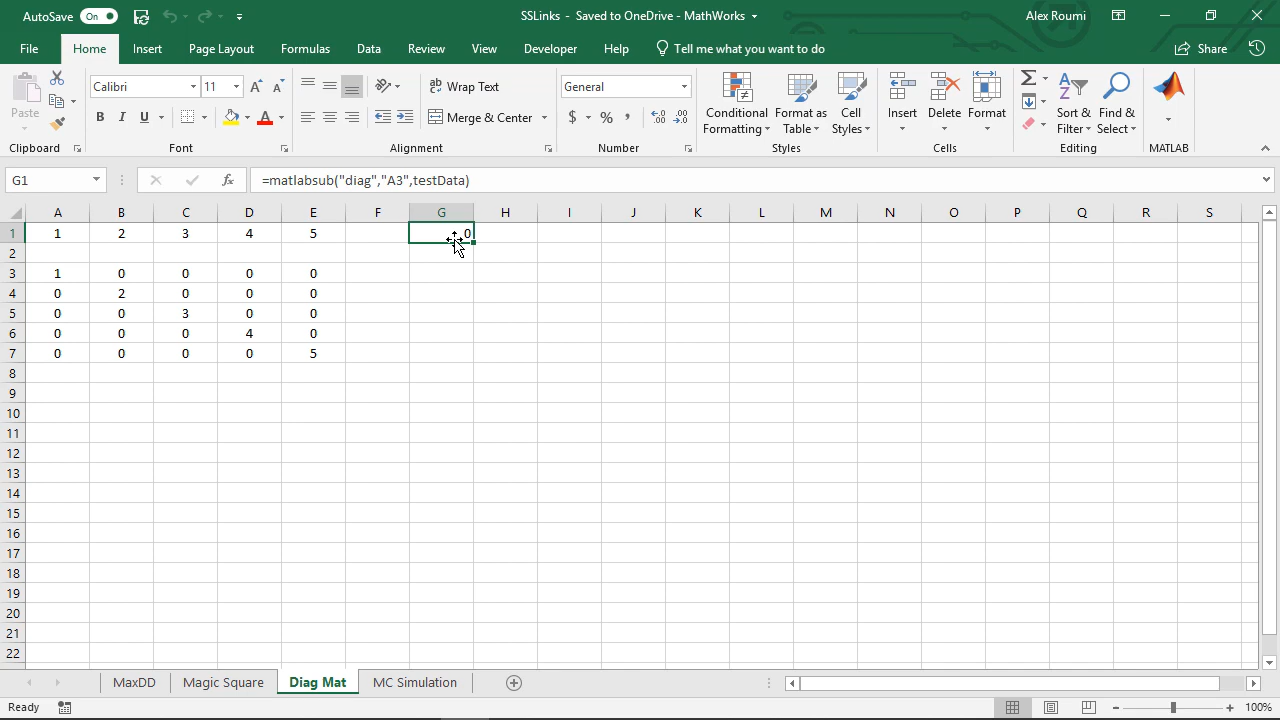 AutoSave On
SSLinks - Saved to OneDrive - MathWorks
Alex Roumi
File Home Insert Page Layout Formulas Data Review View Developer Help Tell me what you want to do Share
Paste
Calibri 11
B I U
Wrap Text
Merge & Center
General
$ % ,
Conditional Formatting
Format as Table
Cell Styles
Insert Delete Format
Sort & Filter
Find & Select
Clipboard Font Alignment Number Styles Cells Editing MATLAB
G1 fx =matlabsub("diag","A3",testData)
A B C D E F G H I J K L M N O P Q R S
1 1 2 3 4 5 0
2
3 1 0 0 0 0
4 0 2 0 0 0
5 0 0 3 0 0
6 0 0 0 4 0
7 0 0 0 0 5
8
9
10
11
12
13
14
15
16
17
18
19
20
21
22
MaxDD Magic Square Diag Mat MC Simulation
Ready 100%